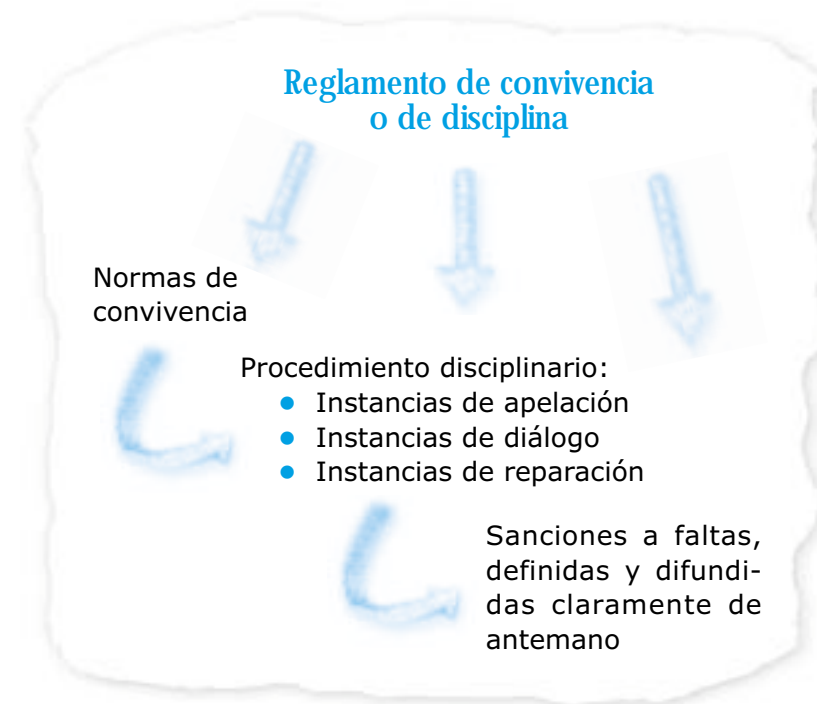 Reglamento de convivencia
o de disciplina
Normas de
convivencia
Procedimiento disciplinario:
• Instancias de apelación
• Instancias de diálogo
• Instancias de reparación
Sanciones a faltas,
definidas y difundi-
das claramente de
antemano